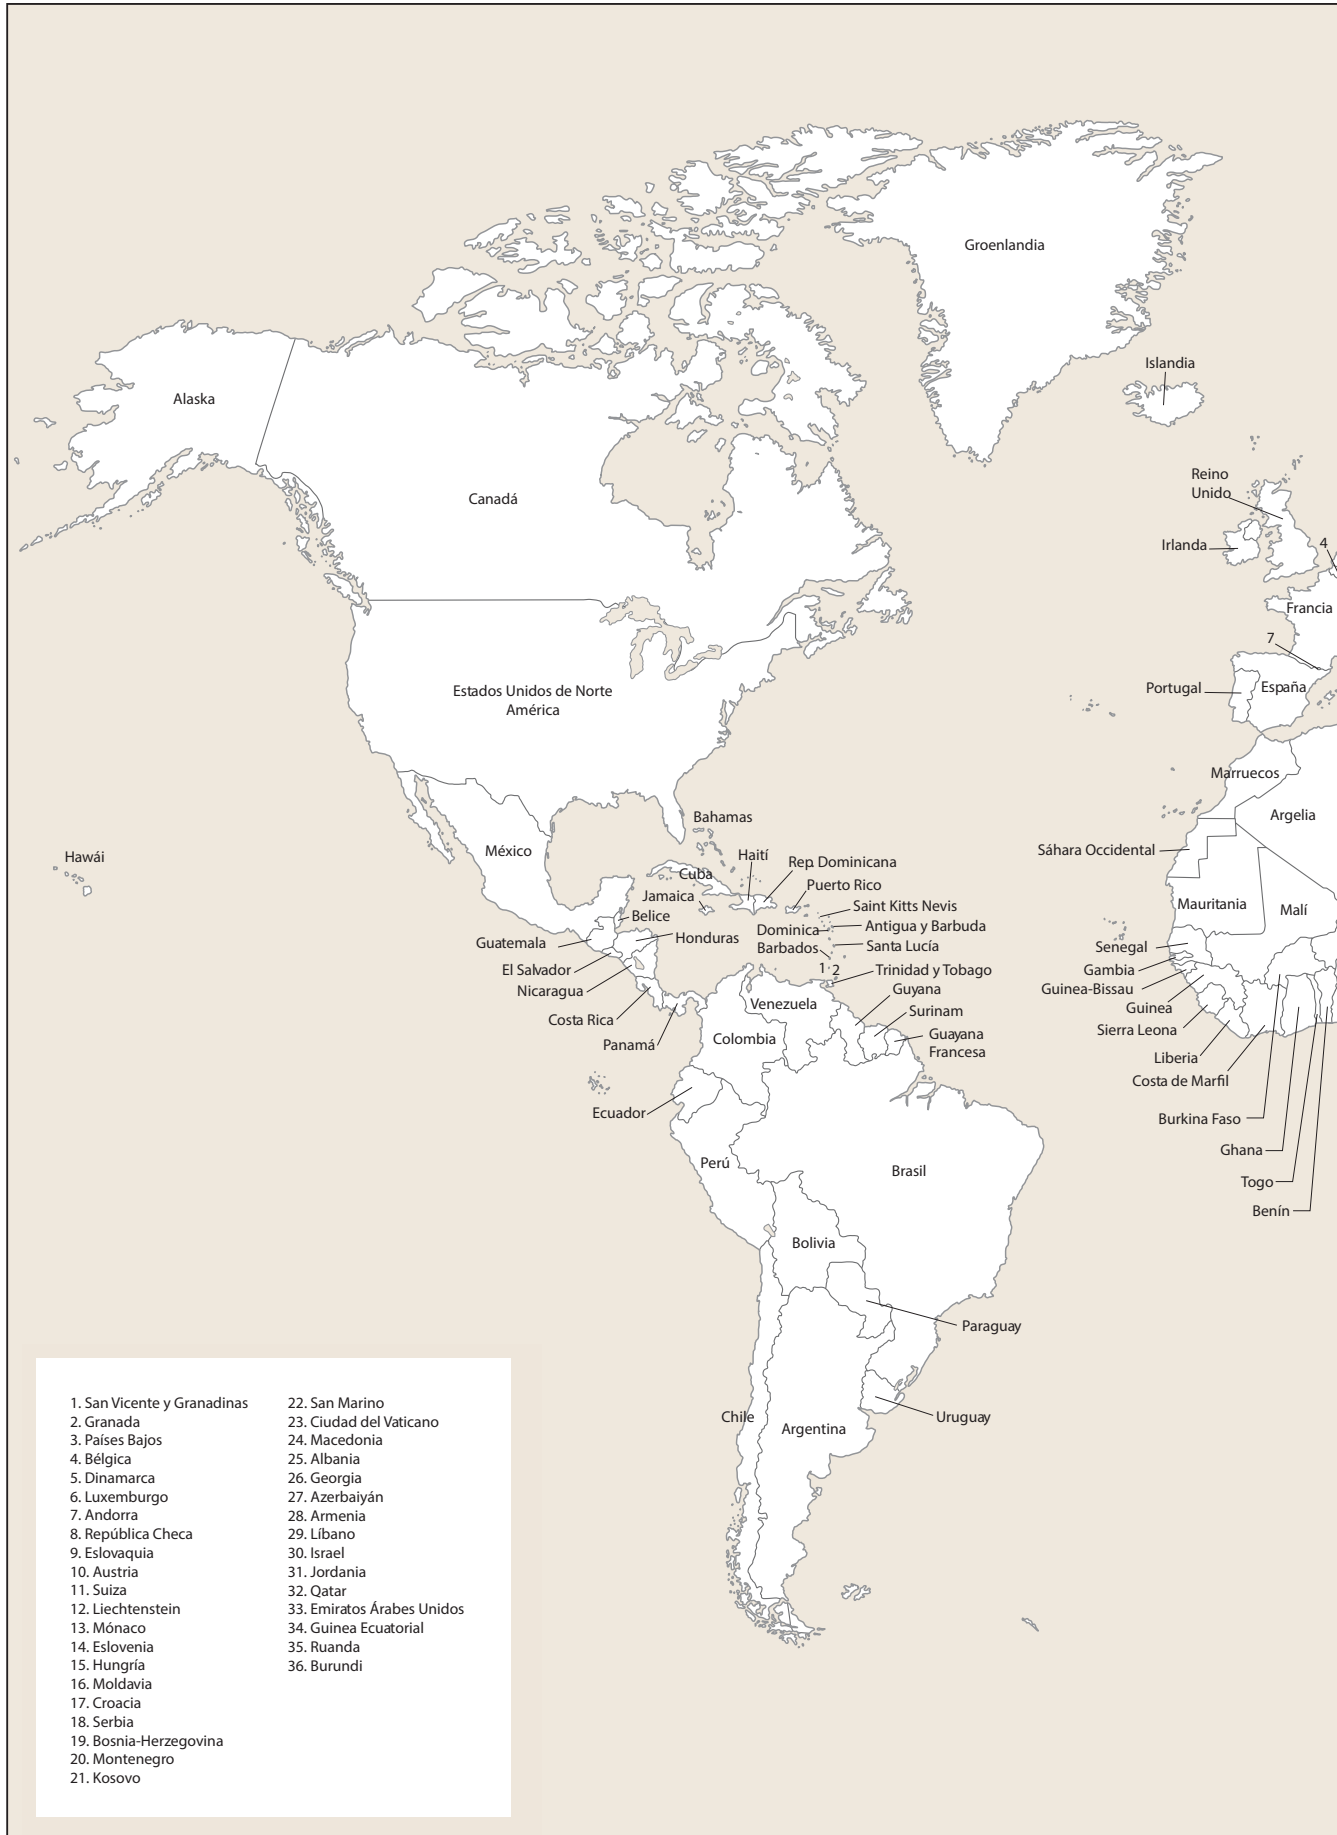 Groenlandia
Islandia
Alaska
Canadá
Reino
Unido
Irlanda
4
Francia
7
Portugal
España
Estados Unidos de Norte
América
Marruecos
Argelia
Bahamas
Sáhara Occidental
Hawái
México
Haití
Rep. Dominicana
Cuba
Puerto Rico
Jamaica
Saint Kitts Nevis
Mauritania
Malí
Belice
Antigua y Barbuda
Dominica
Honduras
Guatemala
Barbados
Santa Lucía
Senegal
El Salvador
1
2
Trinidad y Tobago
Gambia
Nicaragua
Guyana
Guinea-Bissau
Venezuela
Surinam
Guinea
Costa Rica
Sierra Leona
Colombia
Guayana
Francesa
Panamá
Liberia
Costa de Marfil
Ecuador
Burkina Faso
Ghana
Perú
Brasil
Togo
Benín
Bolivia
Paraguay
Chile
Uruguay
Argentina
1. San Vicente y Granadinas
2. Granada
3. Países Bajos
4. Bélgica
5. Dinamarca
6. Luxemburgo
7. Andorra
8. República Checa
9. Eslovaquia
10. Austria
11. Suiza
12. Liechtenstein
13. Mónaco
14. Eslovenia
15. Hungría
16. Moldavia
17. Croacia
18. Serbia
19. Bosnia-Herzegovina
20. Montenegro
21. Kosovo
22. San Marino
23. Ciudad del Vaticano
24. Macedonia
25. Albania
26. Georgia
27. Azerbaiyán
28. Armenia
29. Líbano
30. Israel
31. Jordania
32. Qatar
33. Emiratos Árabes Unidos
34. Guinea Ecuatorial
35. Ruanda
36. Burundi